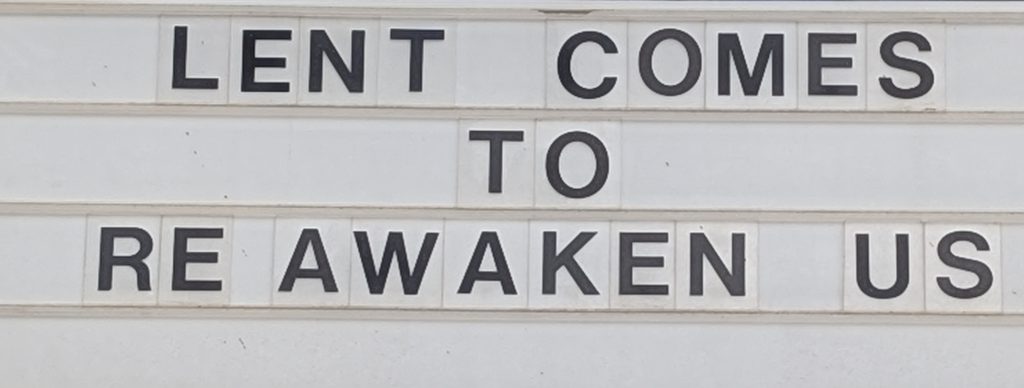 LENT COMES
TO
RE AWAKEN US